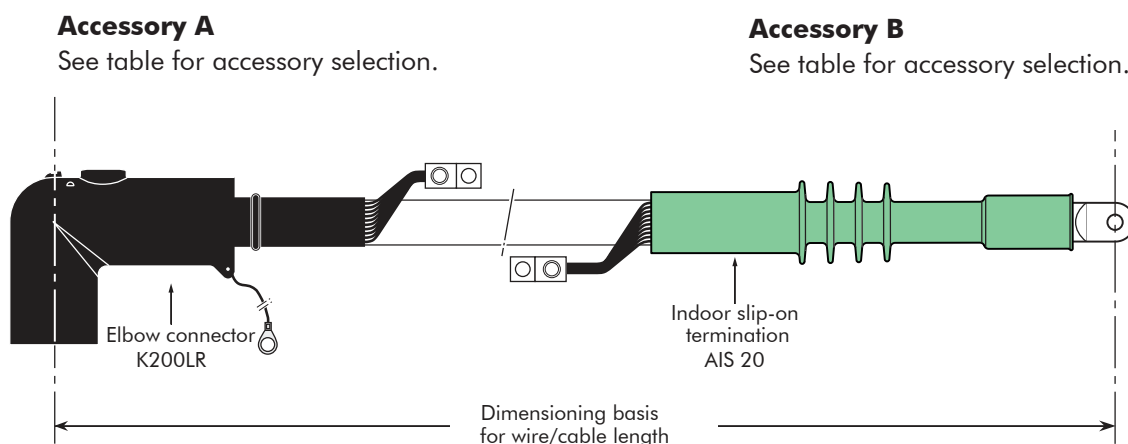 Accessory A
See table for accessory selection.
Accessory B
See table for accessory selection.
Elbow connector
K200LR
Indoor slip-on
termination
AIS 20
Dimensioning basis
for wire/cable length